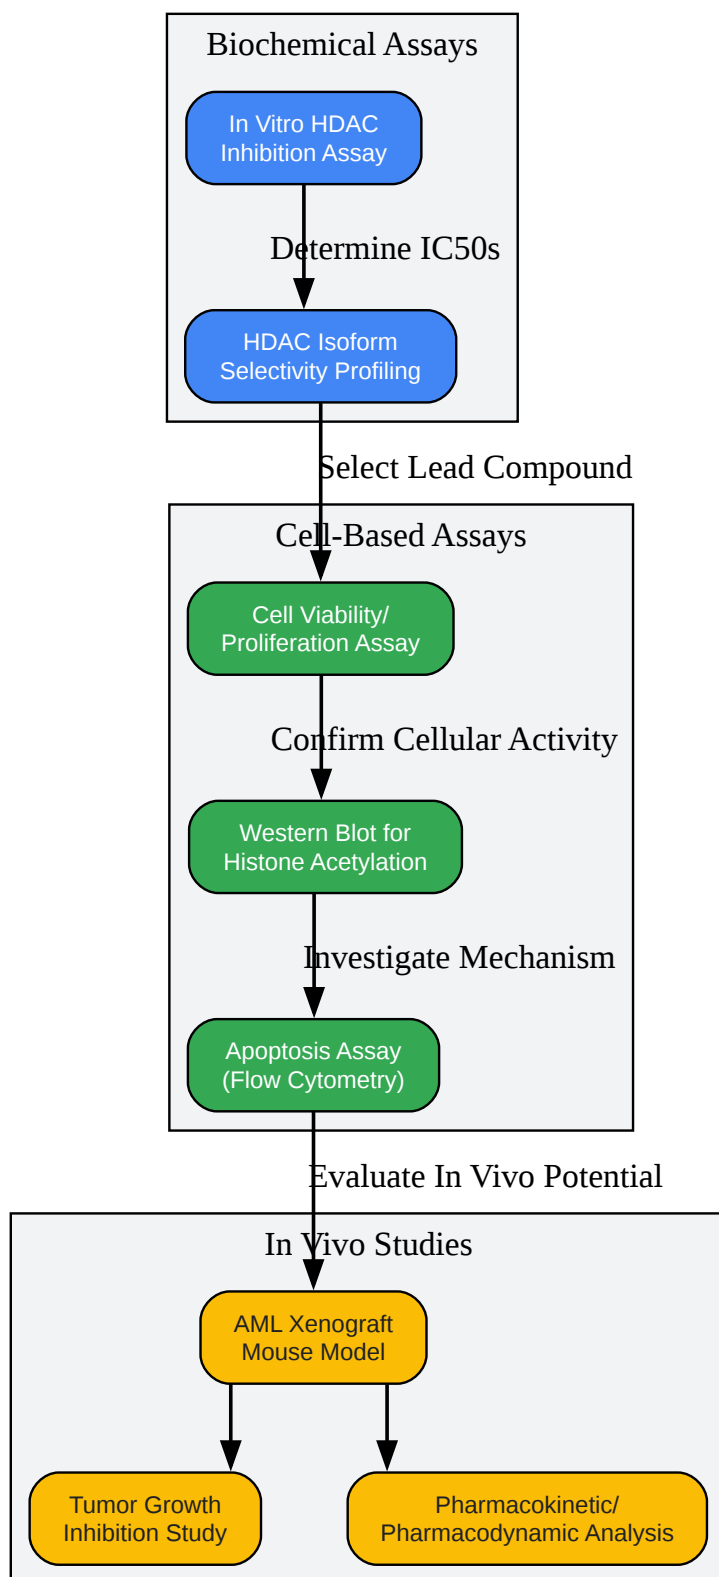 Biochemical Assays
In Vitro HDAC
Inhibition Assay
Determine IC50s
HDAC Isoform
Selectivity Profiling
Select Lead Compound
Cell-Based Assays
Cell Viability/
Proliferation Assay
Confirm Cellular Activity
Western Blot for
Histone Acetylation
Investigate Mechanism
Apoptosis Assay
(Flow Cytometry)
Evaluate In Vivo Potential
In Vivo Studies
AML Xenograft
Mouse Model
Tumor Growth
Inhibition Study
Pharmacokinetic/
Pharmacodynamic Analysis